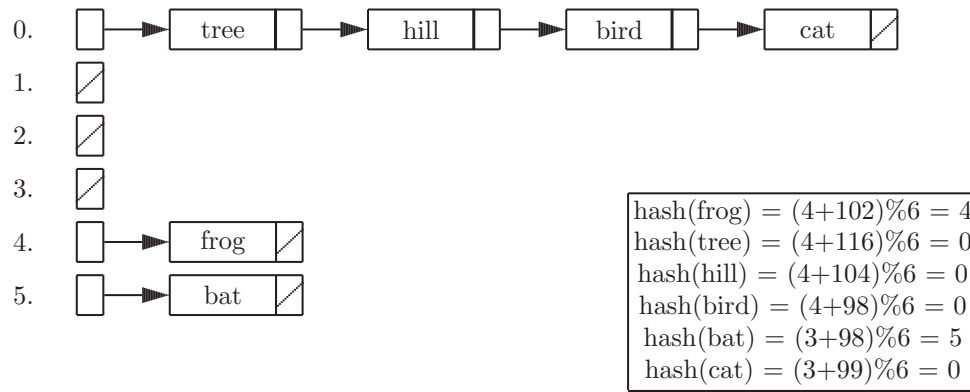 0. tree hill bird cat
1.
2.
3.
4. frog
5. bat
hash(frog) = (4+102)%6 = 4
hash(tree) = (4+116)%6 = 0
hash(hill) = (4+104)%6 = 0
hash(bird) = (4+98)%6 = 0
hash(bat) = (3+98)%6 = 5
hash(cat) = (3+99)%6 = 0